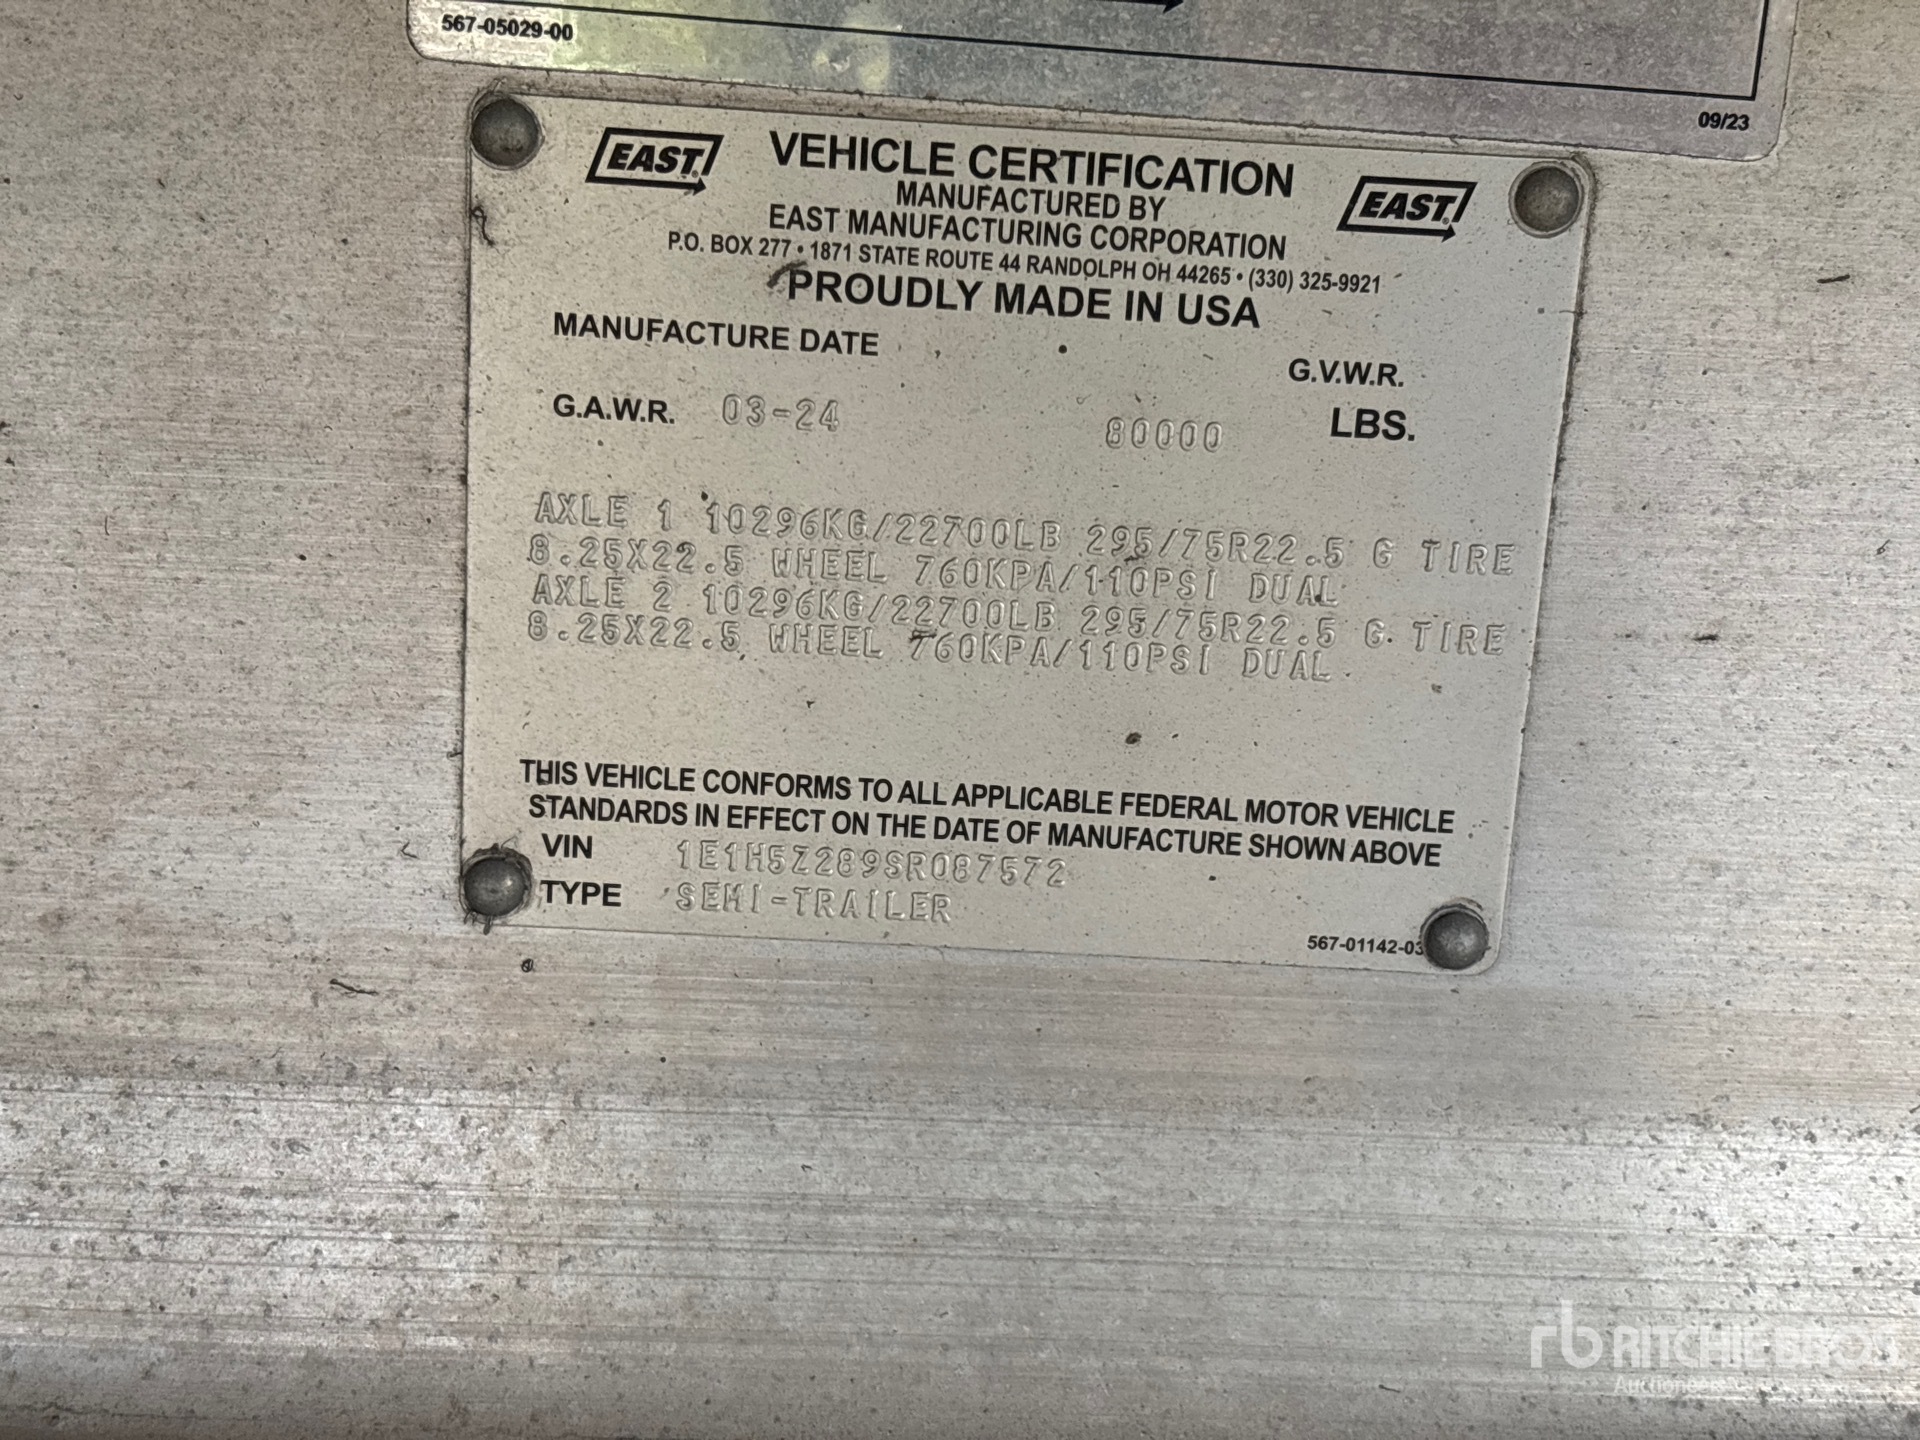 567-05029-00
09/23
EAST
VEHICLE CERTIFICATION
EAST
MANUFACTURED BY
EAST MANUFACTURING CORPORATION
P.O. BOX 277 • 1871 STATE ROUTE 44 RANDOLPH OH 44265 • (330) 325-9921
PROUDLY MADE IN USA
MANUFACTURE DATE
G.V.W.R.
G.A.W.R. 03-24 80000 LBS.
AXLE 1 10296KG/22700LB 295/75R22.5 G TIRE
8.25X22.5 WHEEL 760KPA/110PSI DUAL
AXLE 2 10296KG/22700LB 295/75R22.5 G TIRE
8.25X22.5 WHEEL 760KPA/110PSI DUAL
THIS VEHICLE CONFORMS TO ALL APPLICABLE FEDERAL MOTOR VEHICLE
STANDARDS IN EFFECT ON THE DATE OF MANUFACTURE SHOWN ABOVE
VIN 1E1H5Z289SR087572
TYPE SEMI-TRAILER
567-01142-03
rb RITCHIE BROS
Auctioneers